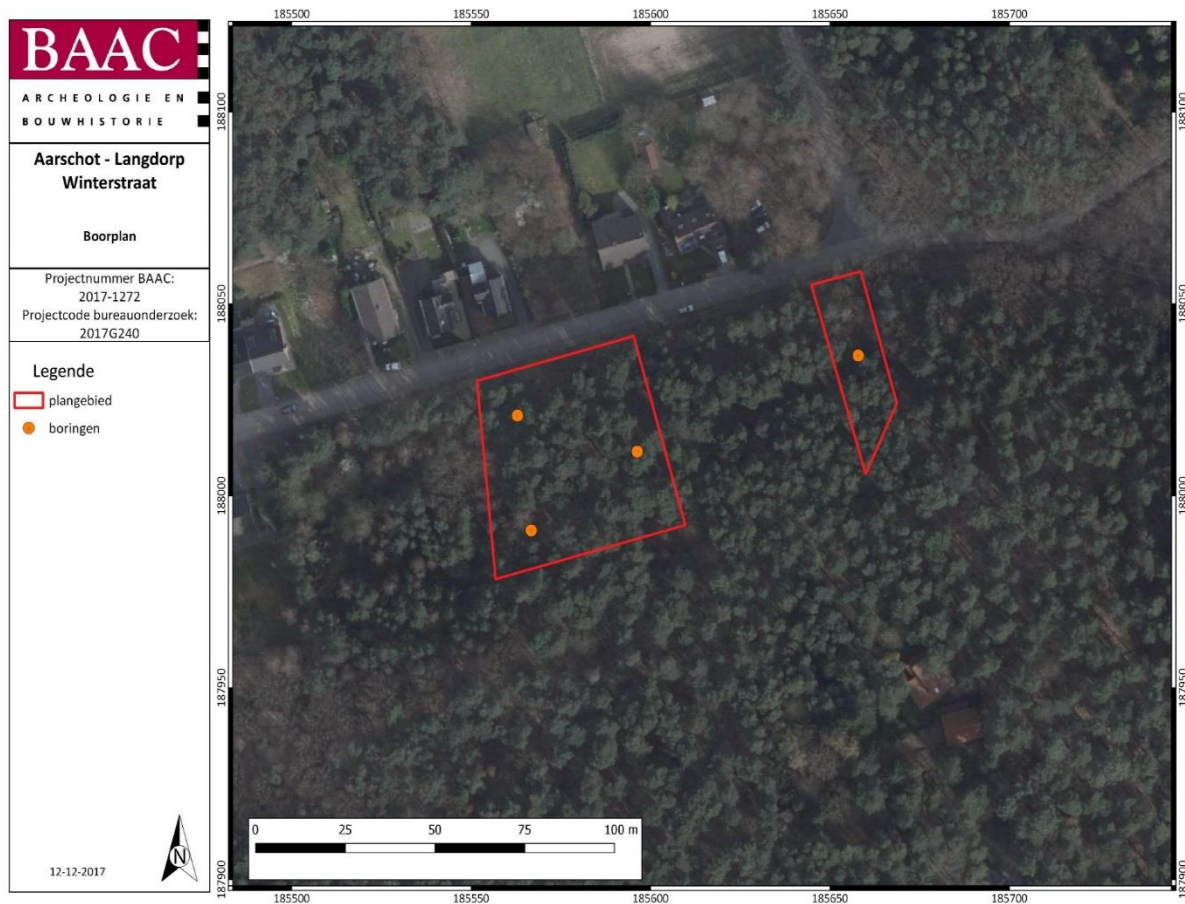 BAAC
ARCHEOLOGIE EN
BOUWHISTORIE
Aarschot - Langdorp
Winterstraat
Boorplan
Projectnummer BAAC:
2017-1272
Projectcode bureauonderzoek:
2017G240
Legende
plangebied
boringen
N
12-12-2017
185500 185550 185600 185650 185700
188100 188100
188050 188050
188000 188000
187950 187950
187900 187900
0 25 50 75 100 m
185500 185550 185600 185650 185700